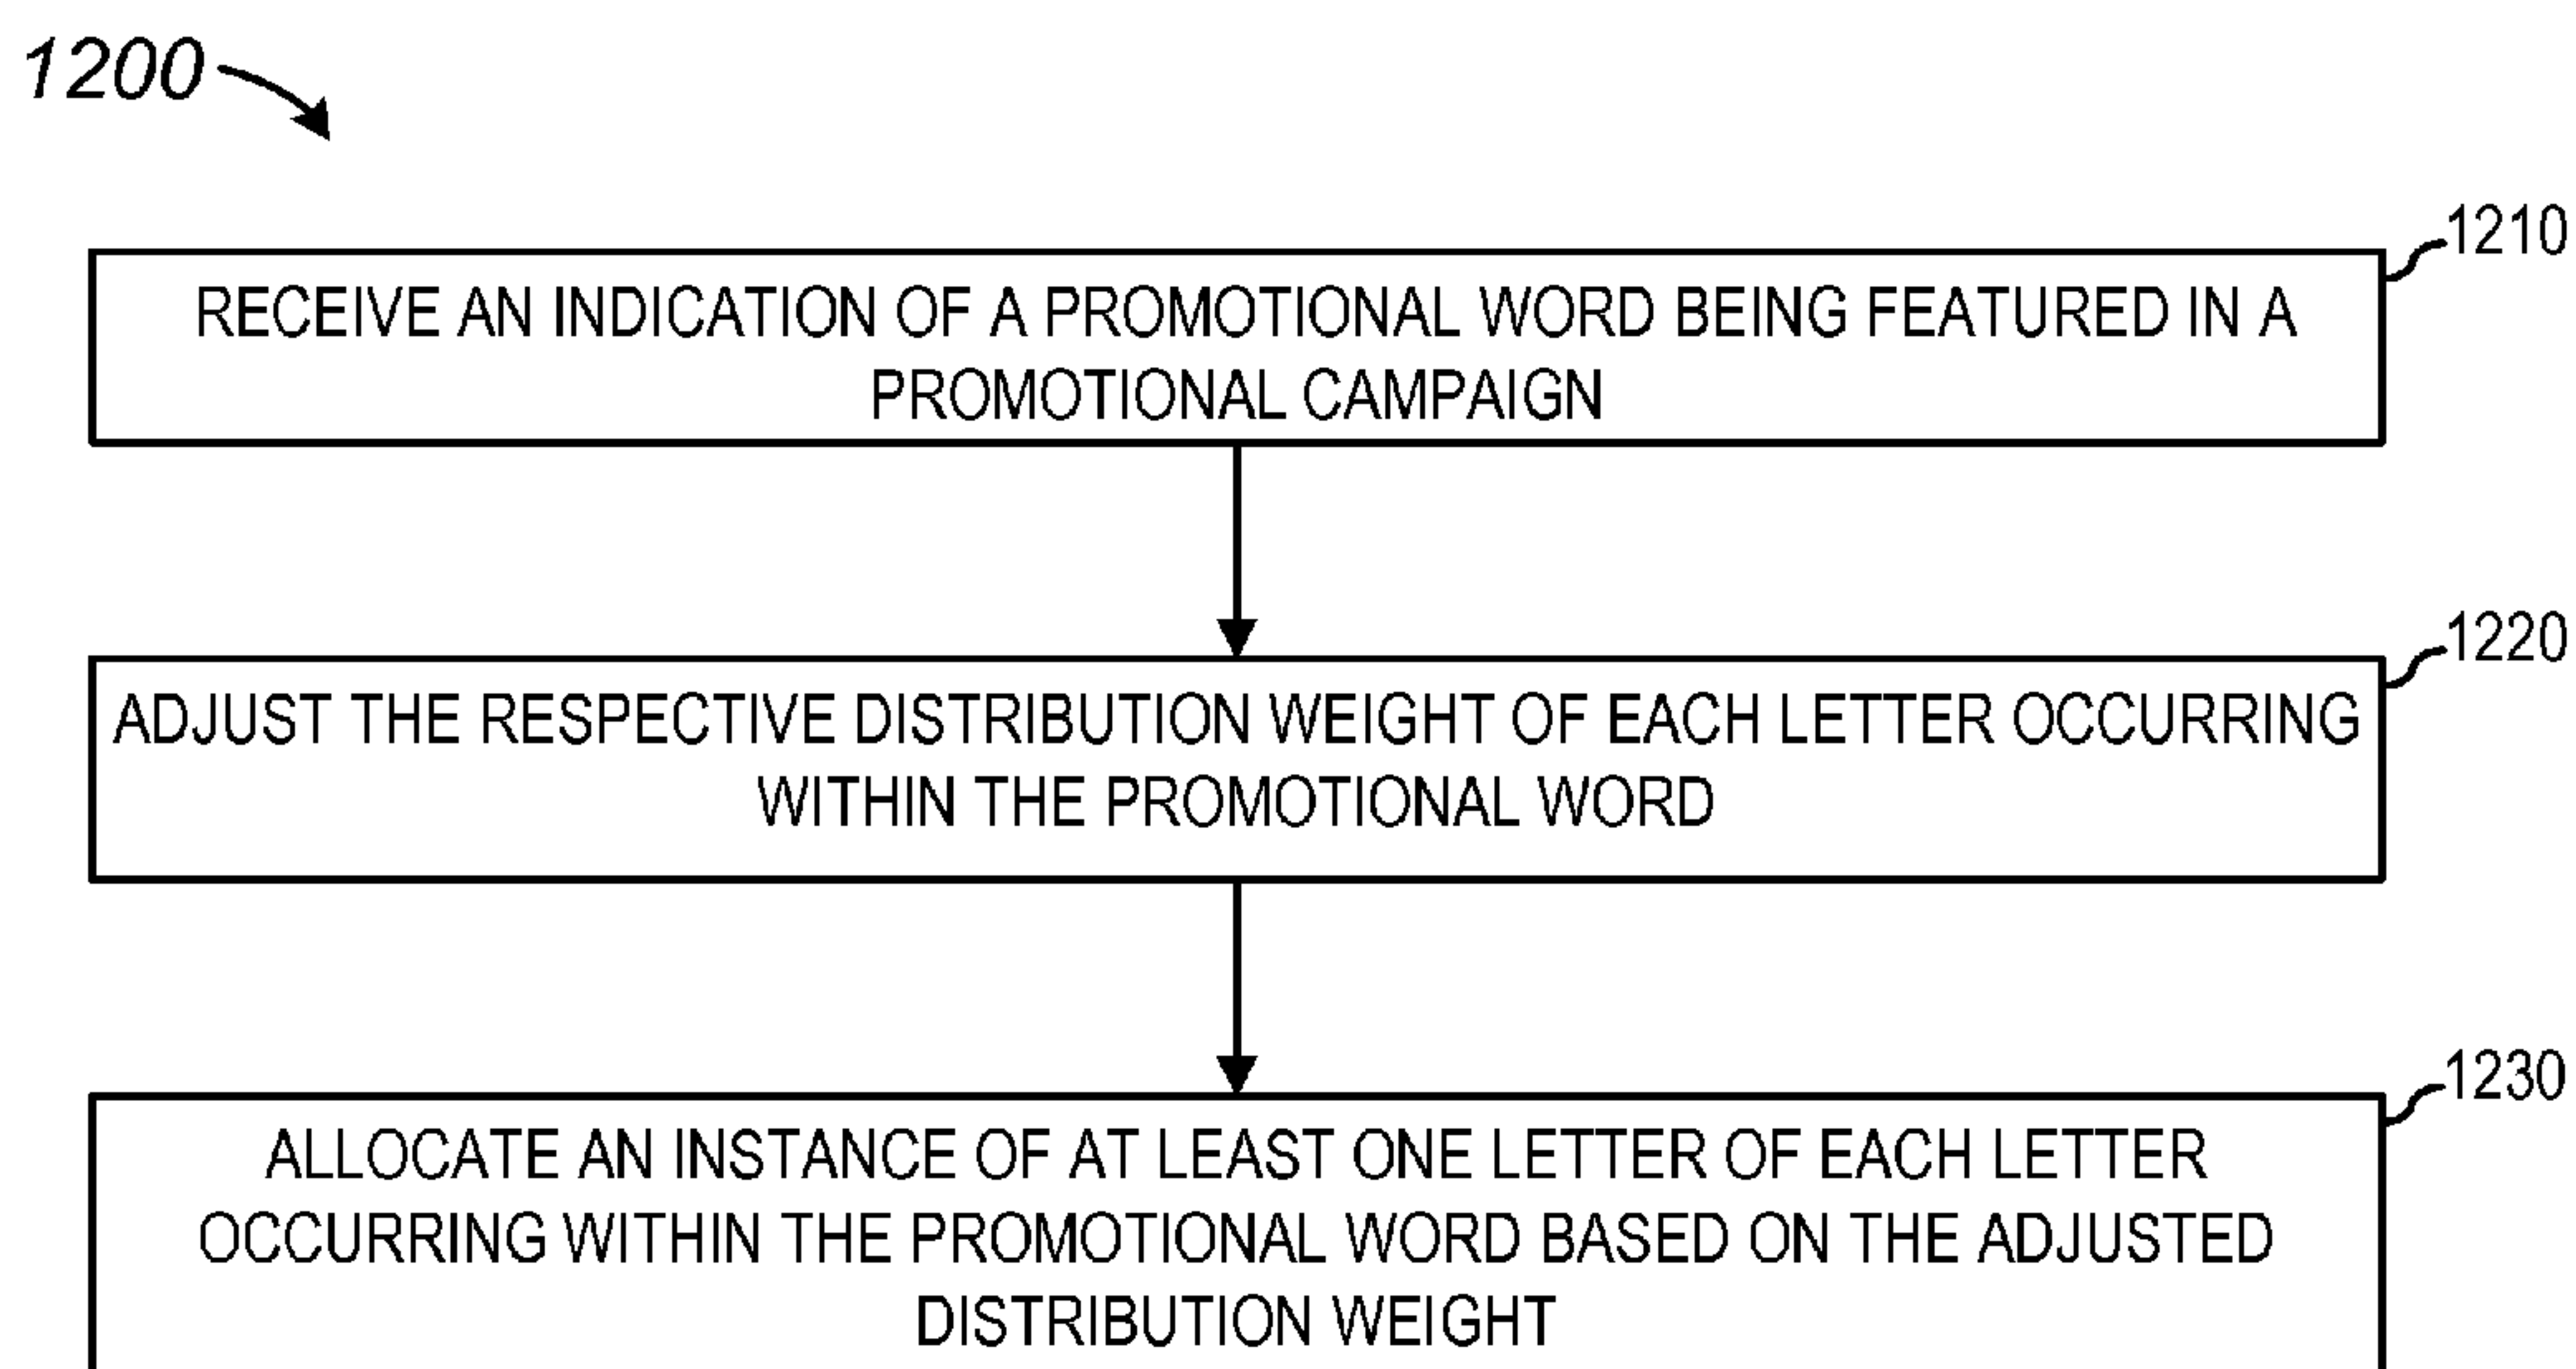 1200
1210
RECEIVE AN INDICATION OF A PROMOTIONAL WORD BEING FEATURED IN A
PROMOTIONAL CAMPAIGN
1220
ADJUST THE RESPECTIVE DISTRIBUTION WEIGHT OF EACH LETTER OCCURRING
WITHIN THE PROMOTIONAL WORD
1230
ALLOCATE AN INSTANCE OF AT LEAST ONE LETTER OF EACH LETTER
OCCURRING WITHIN THE PROMOTIONAL WORD BASED ON THE ADJUSTED
DISTRIBUTION WEIGHT